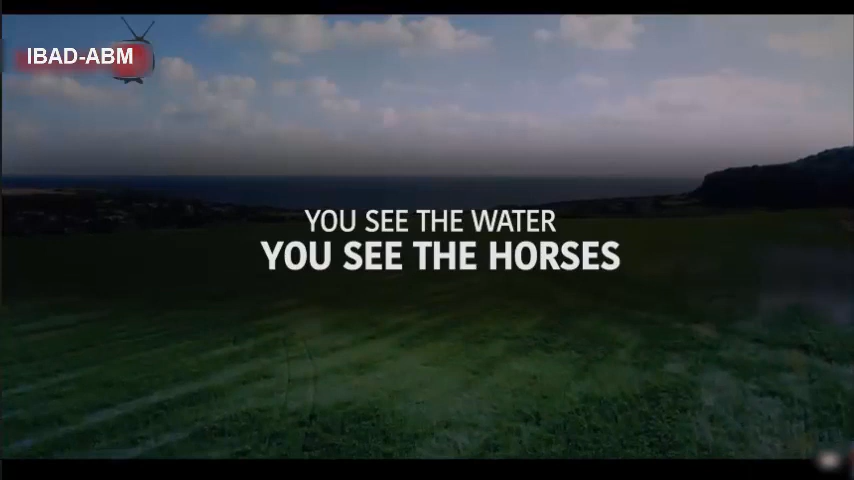 IBAD-ABM
YOU SEE THE WATER
YOU SEE THE HORSES